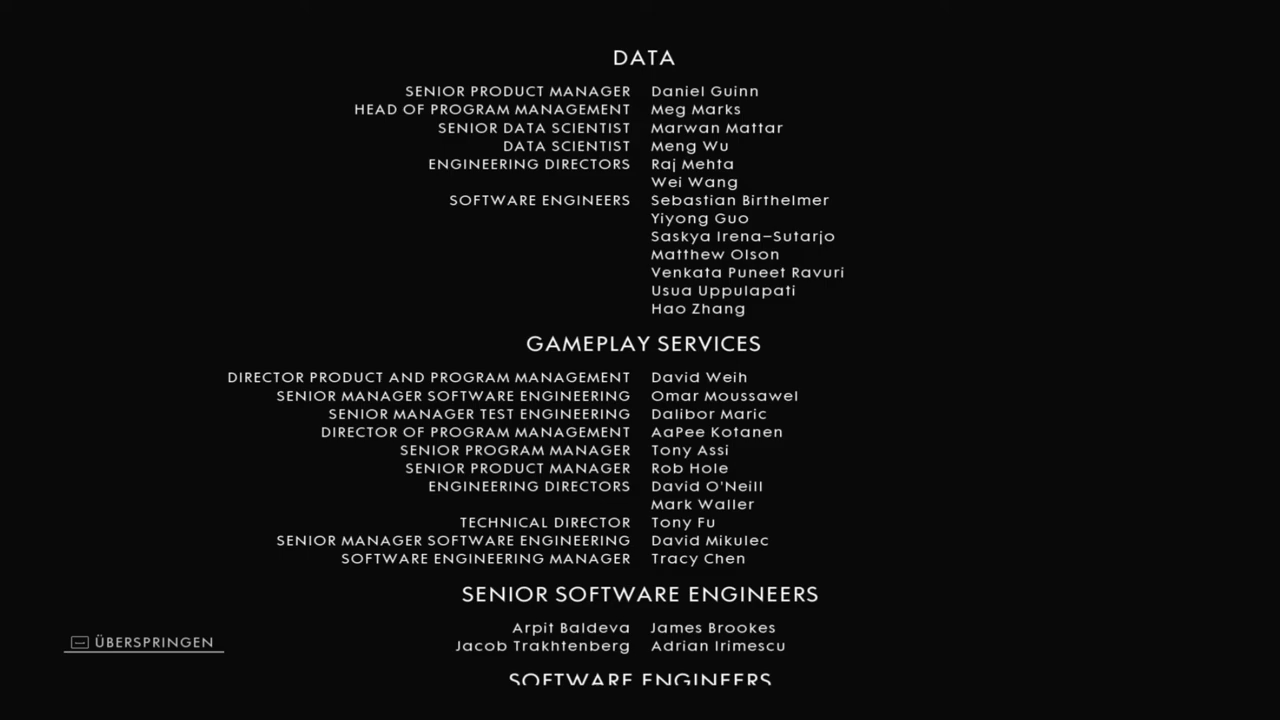 DATA
SENIOR PRODUCT MANAGER Daniel Guinn
HEAD OF PROGRAM MANAGEMENT Meg Marks
SENIOR DATA SCIENTIST Marwan Mattar
DATA SCIENTIST Meng Wu
ENGINEERING DIRECTORS Raj Mehta
Wei Wang
SOFTWARE ENGINEERS Sebastian Birthelmer
Yiyong Guo
Saskya Irena-Sutarjo
Matthew Olson
Venkata Puneet Ravuri
Usua Uppulapati
Hao Zhang
GAMEPLAY SERVICES
DIRECTOR PRODUCT AND PROGRAM MANAGEMENT David Weih
SENIOR MANAGER SOFTWARE ENGINEERING Omar Moussawel
SENIOR MANAGER TEST ENGINEERING Dalibor Maric
DIRECTOR OF PROGRAM MANAGEMENT AaPee Kotanen
SENIOR PROGRAM MANAGER Tony Assi
SENIOR PRODUCT MANAGER Rob Hole
ENGINEERING DIRECTORS David O'Neill
Mark Waller
TECHNICAL DIRECTOR Tony Fu
SENIOR MANAGER SOFTWARE ENGINEERING David Mikulec
SOFTWARE ENGINEERING MANAGER Tracy Chen
SENIOR SOFTWARE ENGINEERS
Arpit Baldeva James Brookes
Jacob Trakhtenberg Adrian Irimescu
ÜBERSPRINGEN
SOFTWARE ENGINEERS